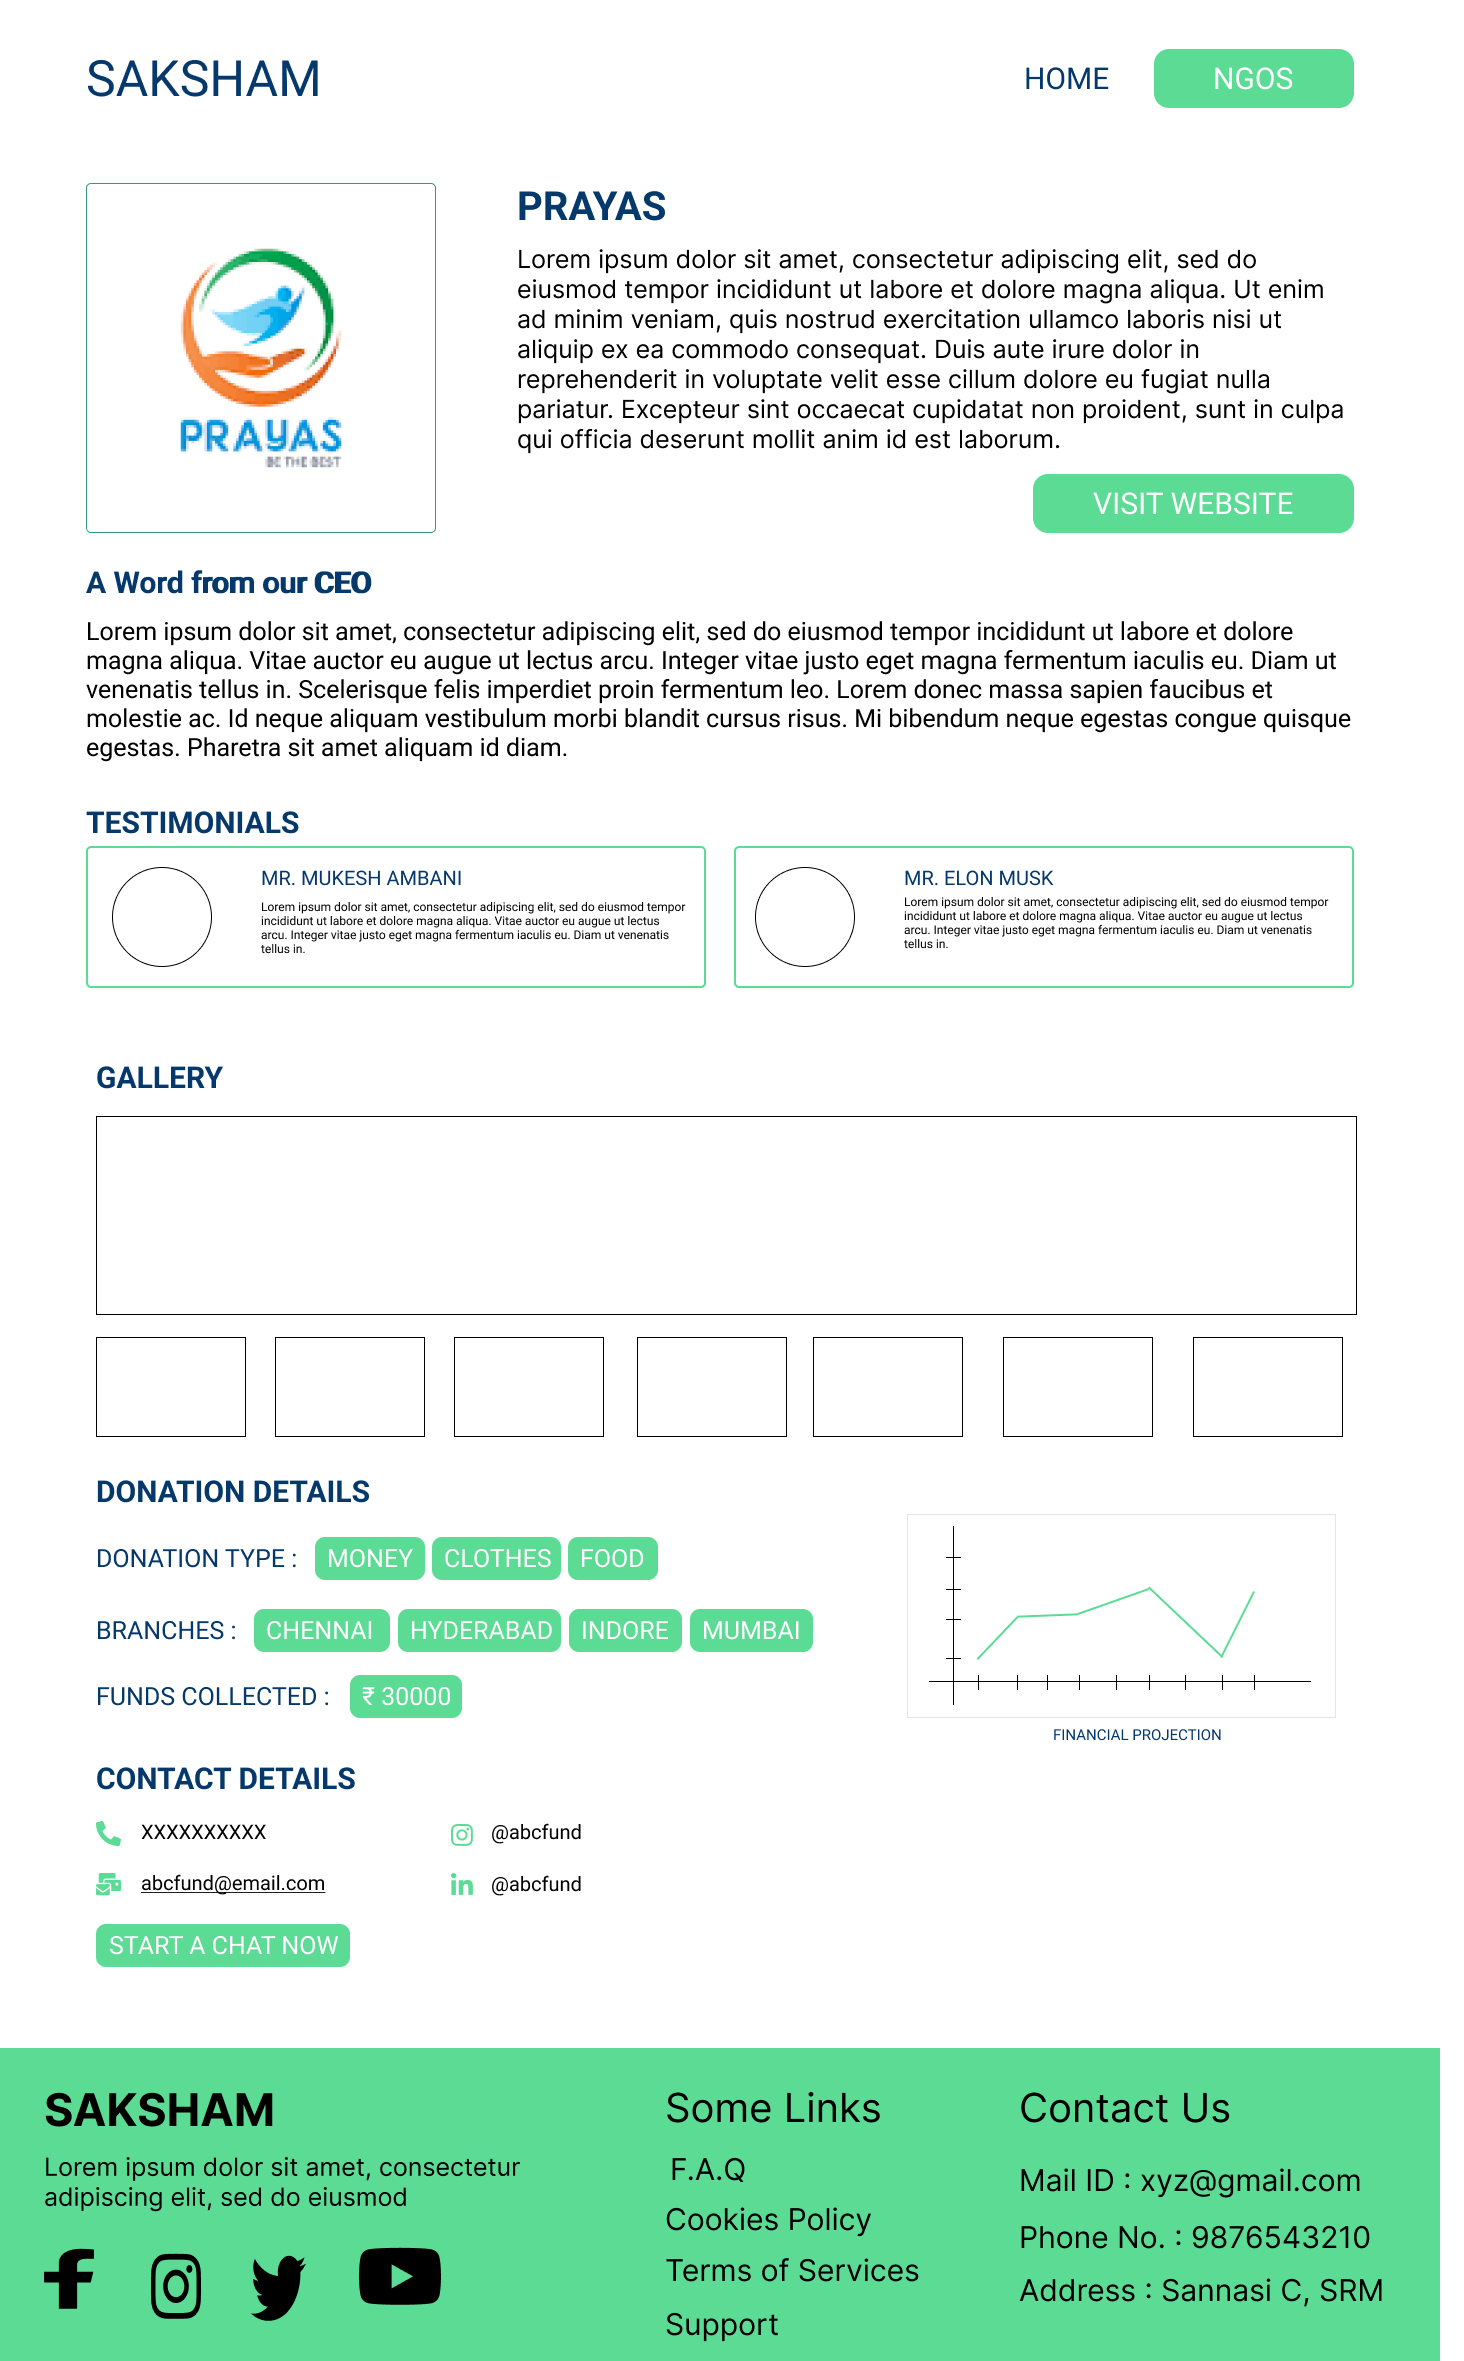 SAKSHAM
HOME
NGOS
PRAYAS
BE THE BEST
PRAYAS
Lorem ipsum dolor sit amet, consectetur adipiscing elit, sed do
eiusmod tempor incididunt ut labore et dolore magna aliqua. Ut enim
ad minim veniam, quis nostrud exercitation ullamco laboris nisi ut
aliquip ex ea commodo consequat. Duis aute irure dolor in
reprehenderit in voluptate velit esse cillum dolore eu fugiat nulla
pariatur. Excepteur sint occaecat cupidatat non proident, sunt in culpa
qui officia deserunt mollit anim id est laborum.
VISIT WEBSITE
A Word from our CEO
Lorem ipsum dolor sit amet, consectetur adipiscing elit, sed do eiusmod tempor incididunt ut labore et dolore
magna aliqua. Vitae auctor eu augue ut lectus arcu. Integer vitae justo eget magna fermentum iaculis eu. Diam ut
venenatis tellus in. Scelerisque felis imperdiet proin fermentum leo. Lorem donec massa sapien faucibus et
molestie ac. Id neque aliquam vestibulum morbi blandit cursus risus. Mi bibendum neque egestas congue quisque
egestas. Pharetra sit amet aliquam id diam.
TESTIMONIALS
MR. MUKESH AMBANI
Lorem ipsum dolor sit amet, consectetur adipiscing elit, sed do eiusmod tempor
incididunt ut labore et dolore magna aliqua. Vitae auctor eu augue ut lectus
arcu. Integer vitae justo eget magna fermentum iaculis eu. Diam ut venenatis
tellus in.
MR. ELON MUSK
Lorem ipsum dolor sit amet, consectetur adipiscing elit, sed do eiusmod tempor
incididunt ut labore et dolore magna aliqua. Vitae auctor eu augue ut lectus
arcu. Integer vitae justo eget magna fermentum iaculis eu. Diam ut venenatis
tellus in.
GALLERY
DONATION DETAILS
DONATION TYPE : MONEY CLOTHES FOOD
BRANCHES : CHENNAI HYDERABAD INDORE MUMBAI
FUNDS COLLECTED : ₹ 30000
FINANCIAL PROJECTION
CONTACT DETAILS
XXXXXXXXXX
@abcfund
abcfund@email.com
@abcfund
START A CHAT NOW
SAKSHAM
Lorem ipsum dolor sit amet, consectetur
adipiscing elit, sed do eiusmod
Some Links
F.A.Q
Cookies Policy
Terms of Services
Support
Contact Us
Mail ID : xyz@gmail.com
Phone No. : 9876543210
Address : Sannasi C, SRM